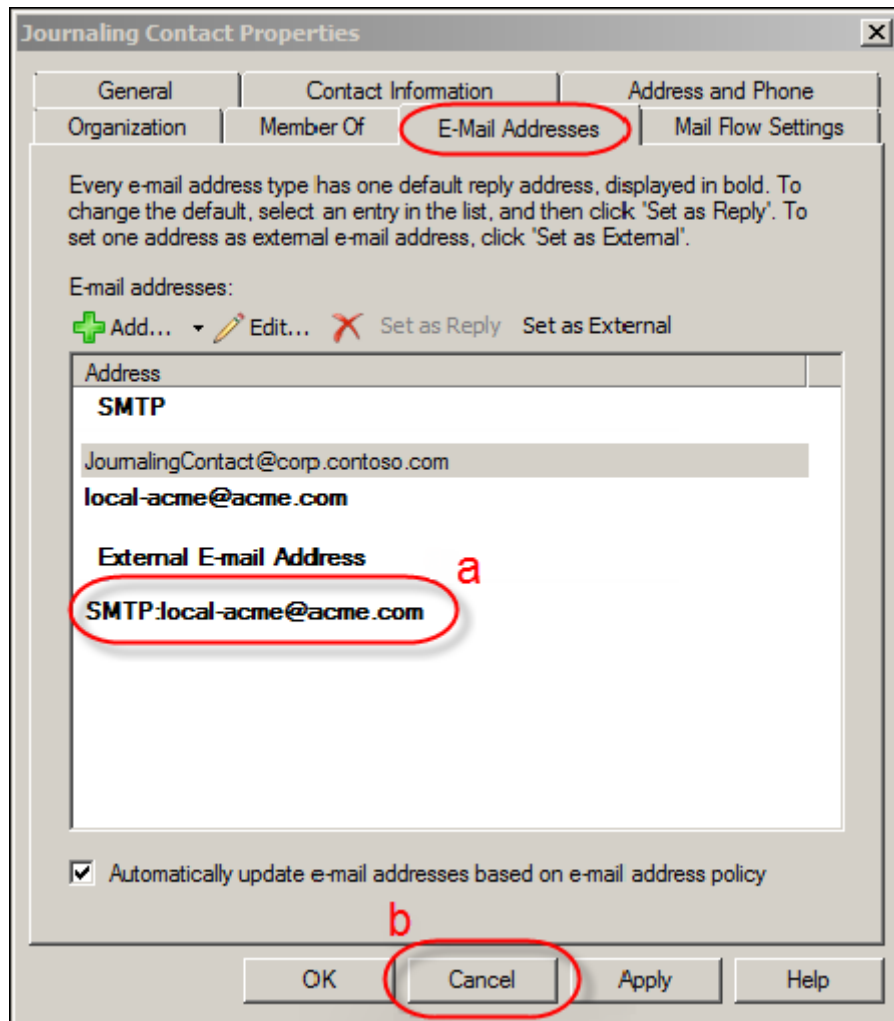 Journaling Contact Properties
General Contact Information Address and Phone
Organization Member Of E-Mail Addresses Mail Flow Settings
Every e-mail address type has one default reply address, displayed in bold. To
change the default, select an entry in the list, and then click 'Set as Reply'. To
set one address as external e-mail address, click 'Set as External'.
E-mail addresses:
Add... Edit... Set as Reply Set as External
Address
SMTP
JournalingContact@corp.contoso.com
local-acme@acme.com
External E-mail Address
a
SMTP:local-acme@acme.com
Automatically update e-mail addresses based on e-mail address policy
b
OK Cancel Apply Help